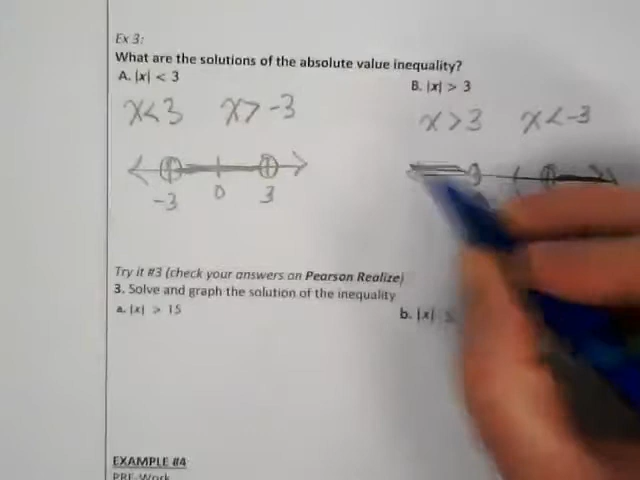 Ex 3:
What are the solutions of the absolute value inequality?
A. |x| < 3
B. |x| > 3
x<3 x>-3
x>3 x<-3
-3 0 3
Try it #3 (check your answers on Pearson Realize)
3. Solve and graph the solution of the inequality
a. |x| > 15
b. |x|
EXAMPLE #4
PRE-Work